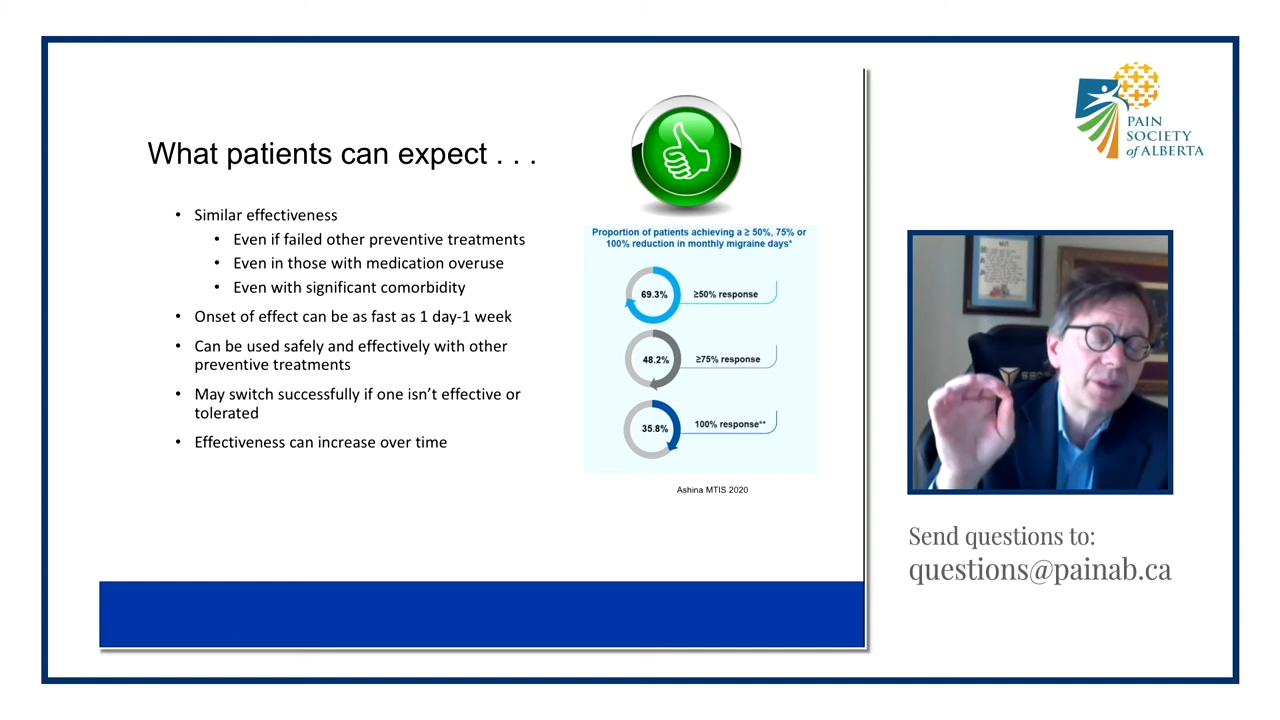 What patients can expect . . .
• Similar effectiveness
• Even if failed other preventive treatments
• Even in those with medication overuse
• Even with significant comorbidity
• Onset of effect can be as fast as 1 day-1 week
• Can be used safely and effectively with other
preventive treatments
• May switch successfully if one isn’t effective or
tolerated
• Effectiveness can increase over time
Proportion of patients achieving a ≥ 50%, 75% or
100% reduction in monthly migraine days*
69.3% ≥50% response
48.2% ≥75% response
35.8% 100% response**
Ashina MTIS 2020
PAIN
SOCIETY
of ALBERTA
Send questions to:
questions@painab.ca